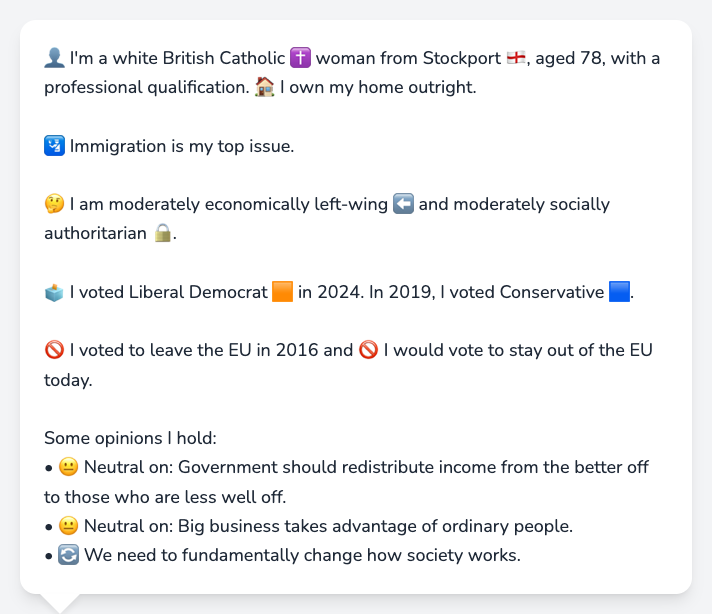 👤 I'm a white British Catholic ✝️ woman from Stockport 🏴󠁧󠁢󠁥󠁮󠁧󠁿, aged 78, with a
professional qualification. 🏠 I own my home outright.
🛂 Immigration is my top issue.
🤔 I am moderately economically left-wing ⬅️ and moderately socially
authoritarian 🔒.
🗳️ I voted Liberal Democrat 🟧 in 2024. In 2019, I voted Conservative 🟦.
🚫 I voted to leave the EU in 2016 and 🚫 I would vote to stay out of the EU
today.
Some opinions I hold:
• 😐 Neutral on: Government should redistribute income from the better off
to those who are less well off.
• 😐 Neutral on: Big business takes advantage of ordinary people.
• 🔄 We need to fundamentally change how society works.